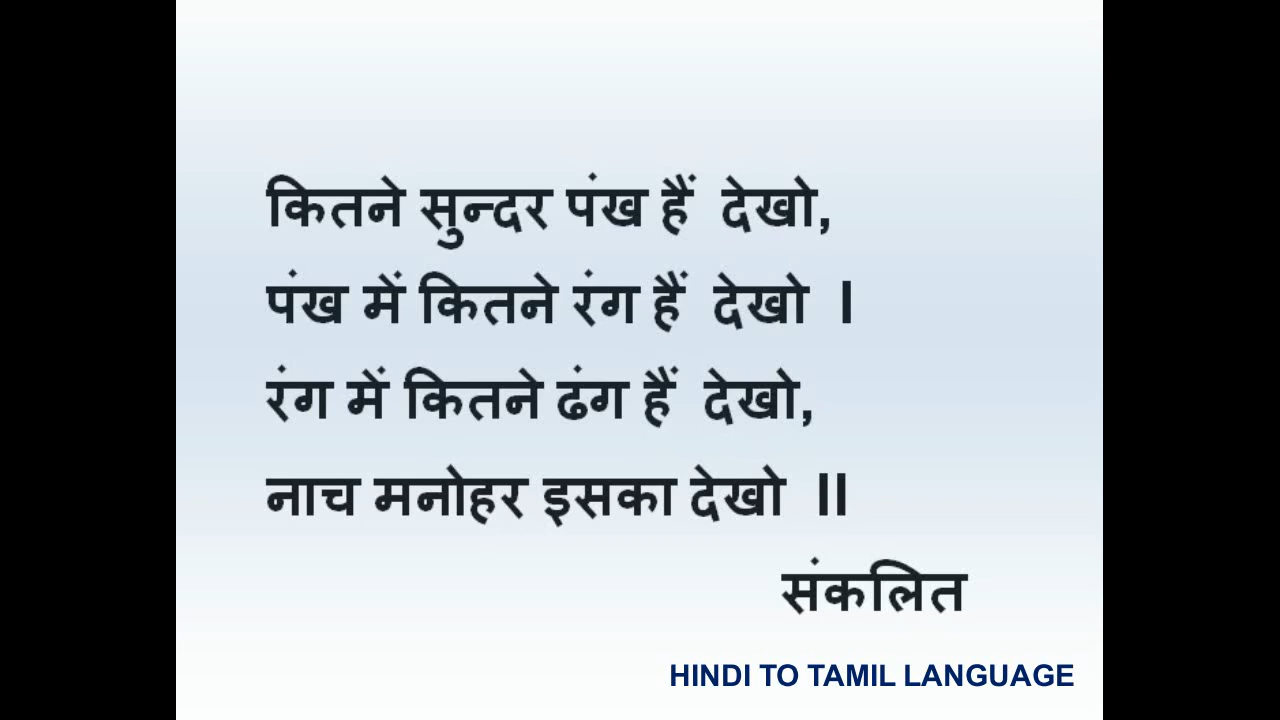 कितने सुन्दर पंख हैं देखो,
पंख में कितने रंग हैं देखो ।
रंग में कितने ढंग हैं देखो,
नाच मनोहर इसका देखो ।।
संकलित
HINDI TO TAMIL LANGUAGE